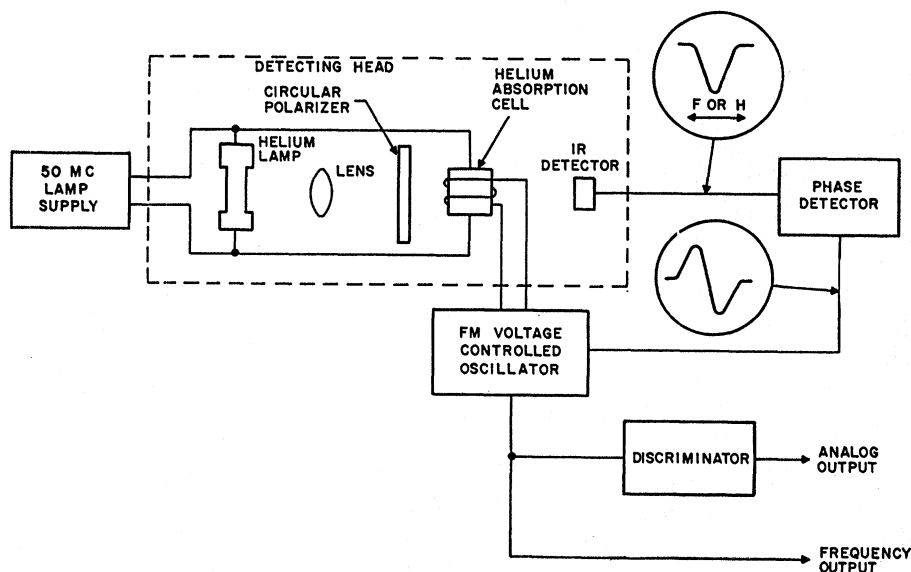 DETECTING HEAD
CIRCULAR
POLARIZER
HELIUM
ABSORPTION
CELL
F OR H
HELIUM
LAMP
LENS
IR
DETECTOR
50 MC
LAMP
SUPPLY
PHASE
DETECTOR
FM VOLTAGE
CONTROLLED
OSCILLATOR
DISCRIMINATOR
ANALOG
OUTPUT
FREQUENCY
OUTPUT